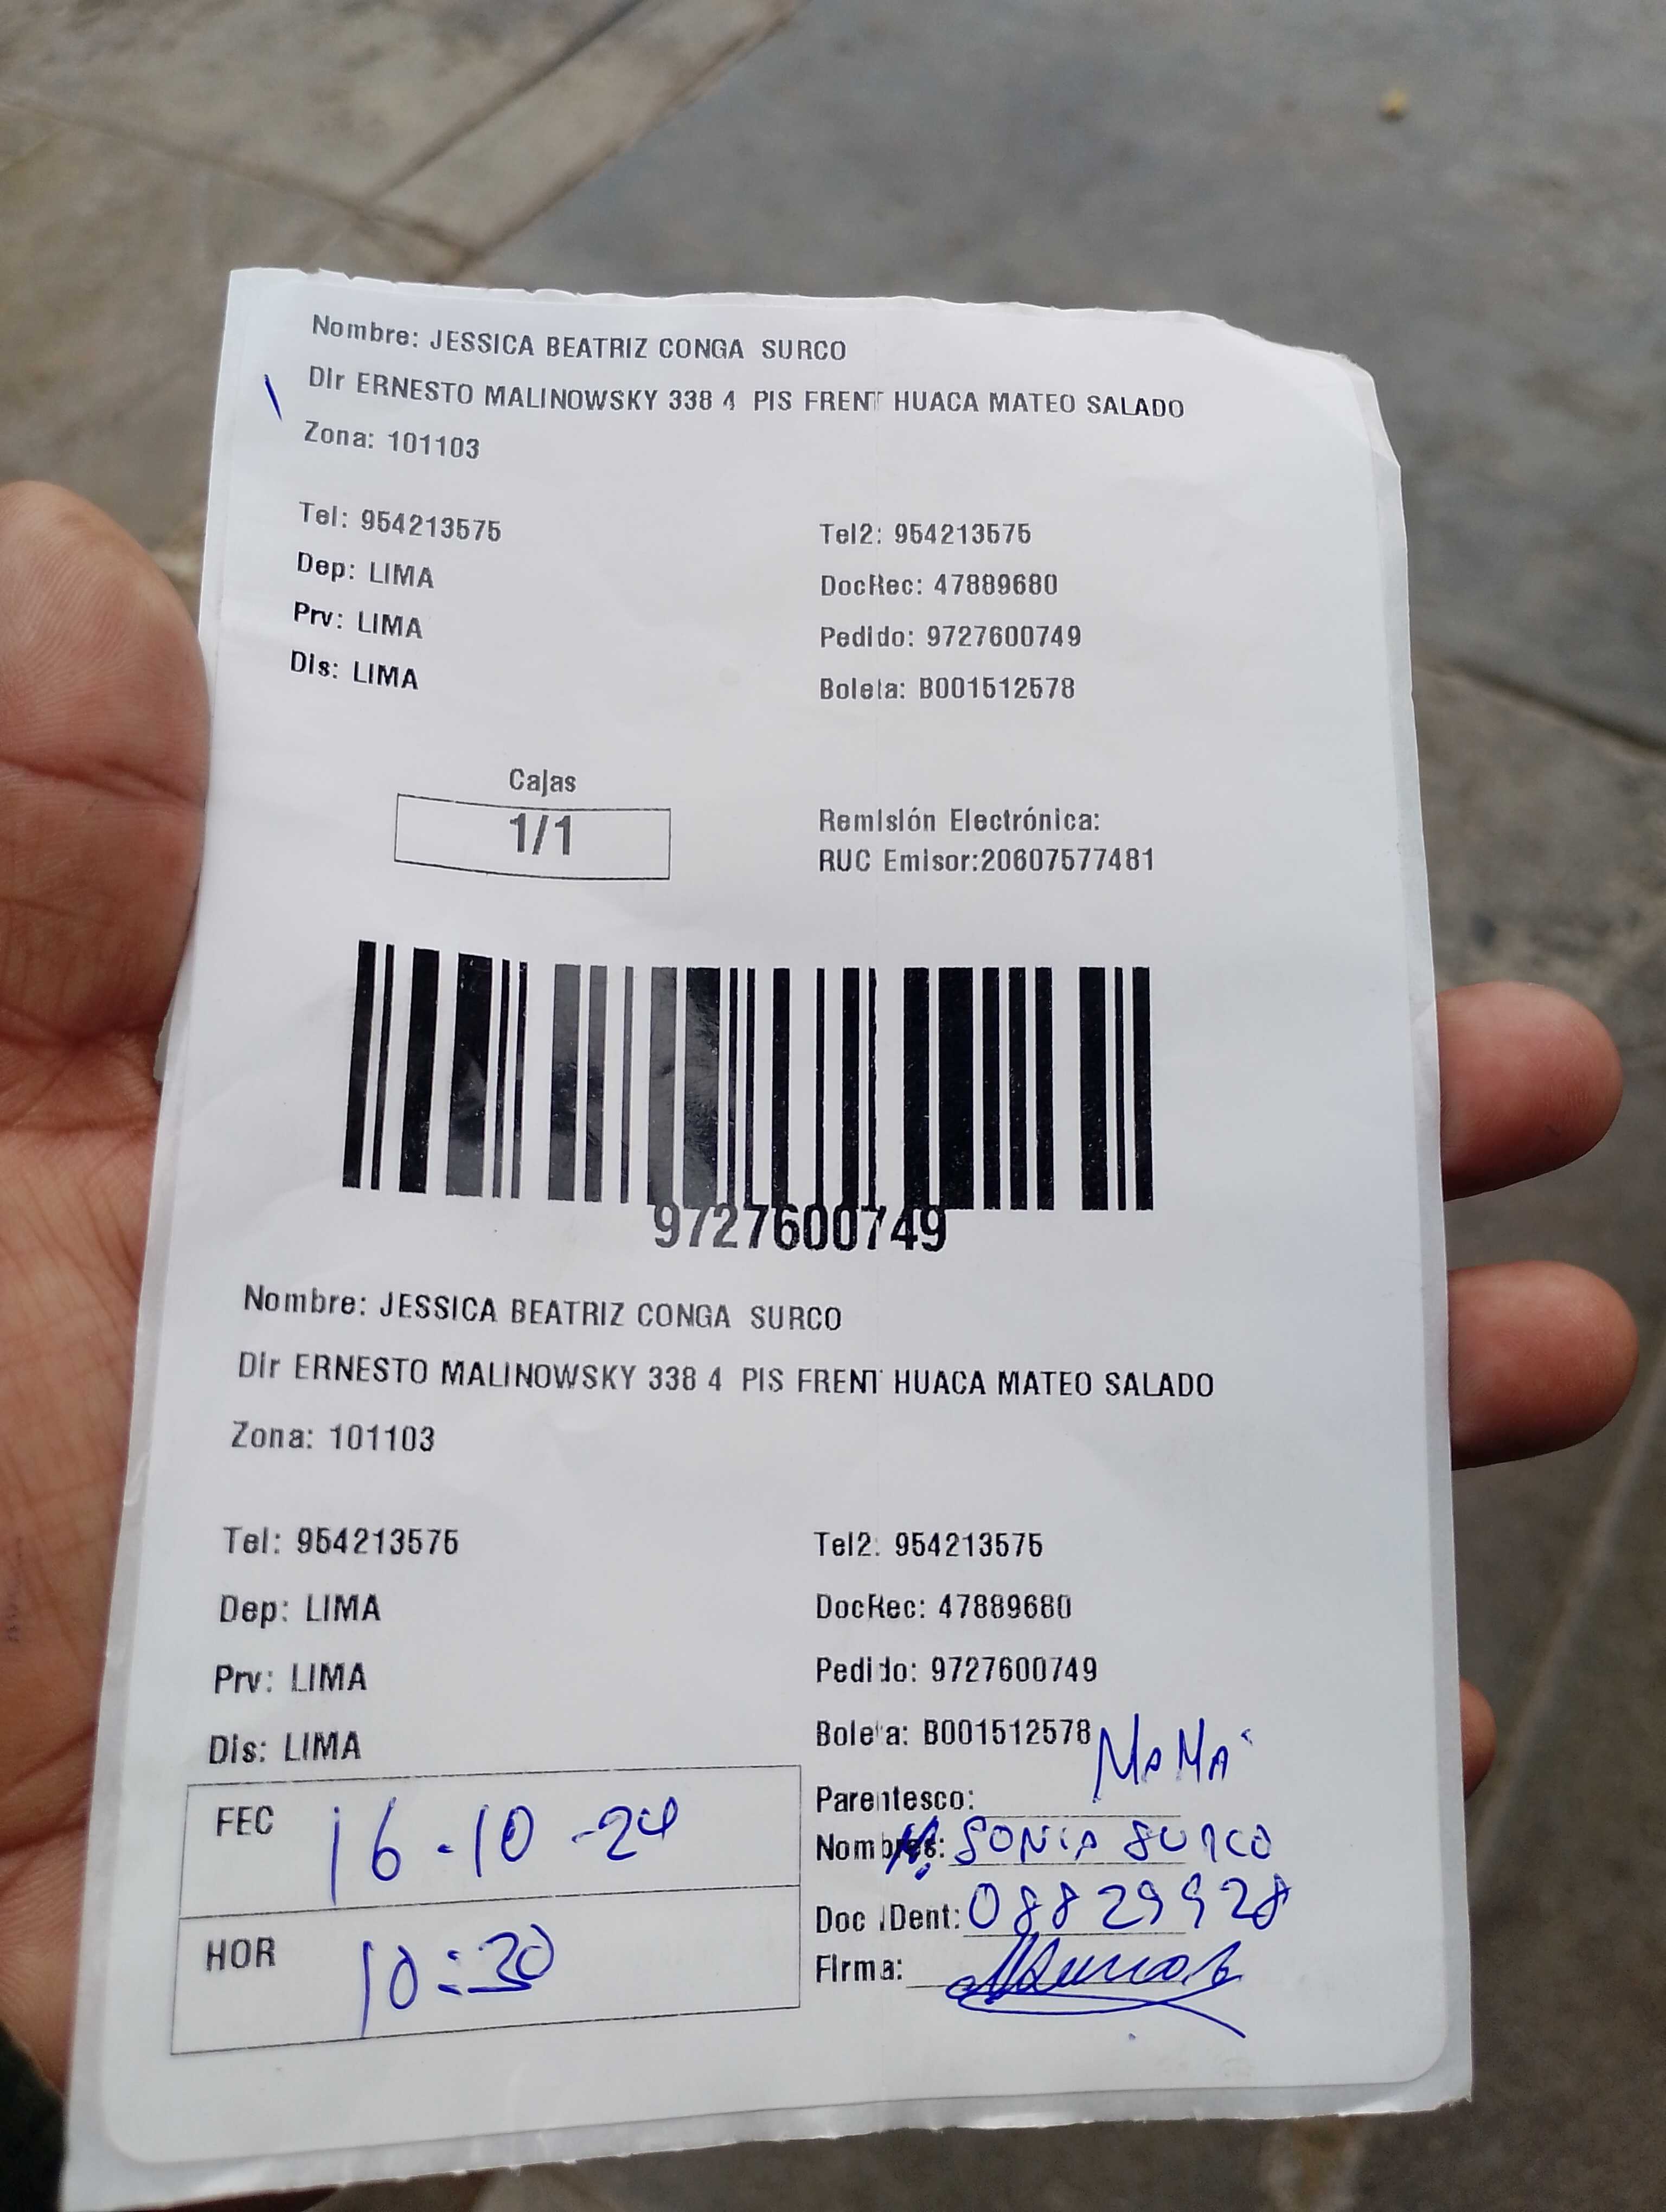 Nombre: JESSICA BEATRIZ CONGA SURCO
Dir ERNESTO MALINOWSKY 338 4 PIS FRENT HUACA MATEO SALADO
Zona: 101103
Tel: 954213575 Tel2: 954213575
Dep: LIMA DocRec: 47889680
Prv: LIMA Pedido: 9727600749
Dis: LIMA Boleta: B001512578
Cajas
1/1
Remisión Electrónica:
RUC Emisor:20607577481
9727600749
Nombre: JESSICA BEATRIZ CONGA SURCO
Dir ERNESTO MALINOWSKY 338 4 PIS FRENT HUACA MATEO SALADO
Zona: 101103
Tel: 954213575 Tel2: 954213575
Dep: LIMA DocRec: 47889680
Prv: LIMA Pedido: 9727600749
Dis: LIMA Boleta: B001512578
FEC 16-10-24
HOR 10:30
Parentesco: MAMÁ
Nombres: SONIA SURCO
Doc IDent: 08829928
Firma: